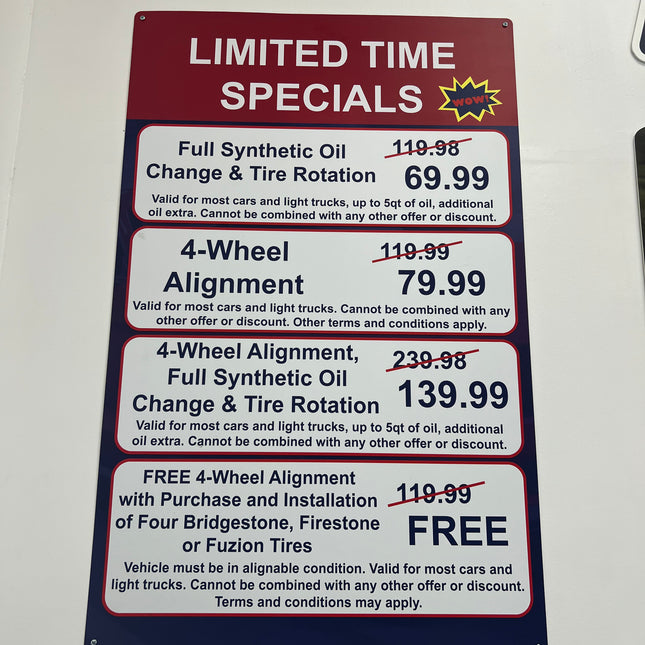 LIMITED TIME
SPECIALS
WOW!
Full Synthetic Oil
Change & Tire Rotation
119.98
69.99
Valid for most cars and light trucks, up to 5qt of oil, additional
oil extra. Cannot be combined with any other offer or discount.
4-Wheel
Alignment
119.99
79.99
Valid for most cars and light trucks. Cannot be combined with any
other offer or discount. Other terms and conditions apply.
4-Wheel Alignment,
Full Synthetic Oil
Change & Tire Rotation
239.98
139.99
Valid for most cars and light trucks, up to 5qt of oil, additional
oil extra. Cannot be combined with any other offer or discount.
FREE 4-Wheel Alignment
with Purchase and Installation
of Four Bridgestone, Firestone
or Fuzion Tires
119.99
FREE
Vehicle must be in alignable condition. Valid for most cars and
light trucks. Cannot be combined with any other offer or discount.
Terms and conditions may apply.